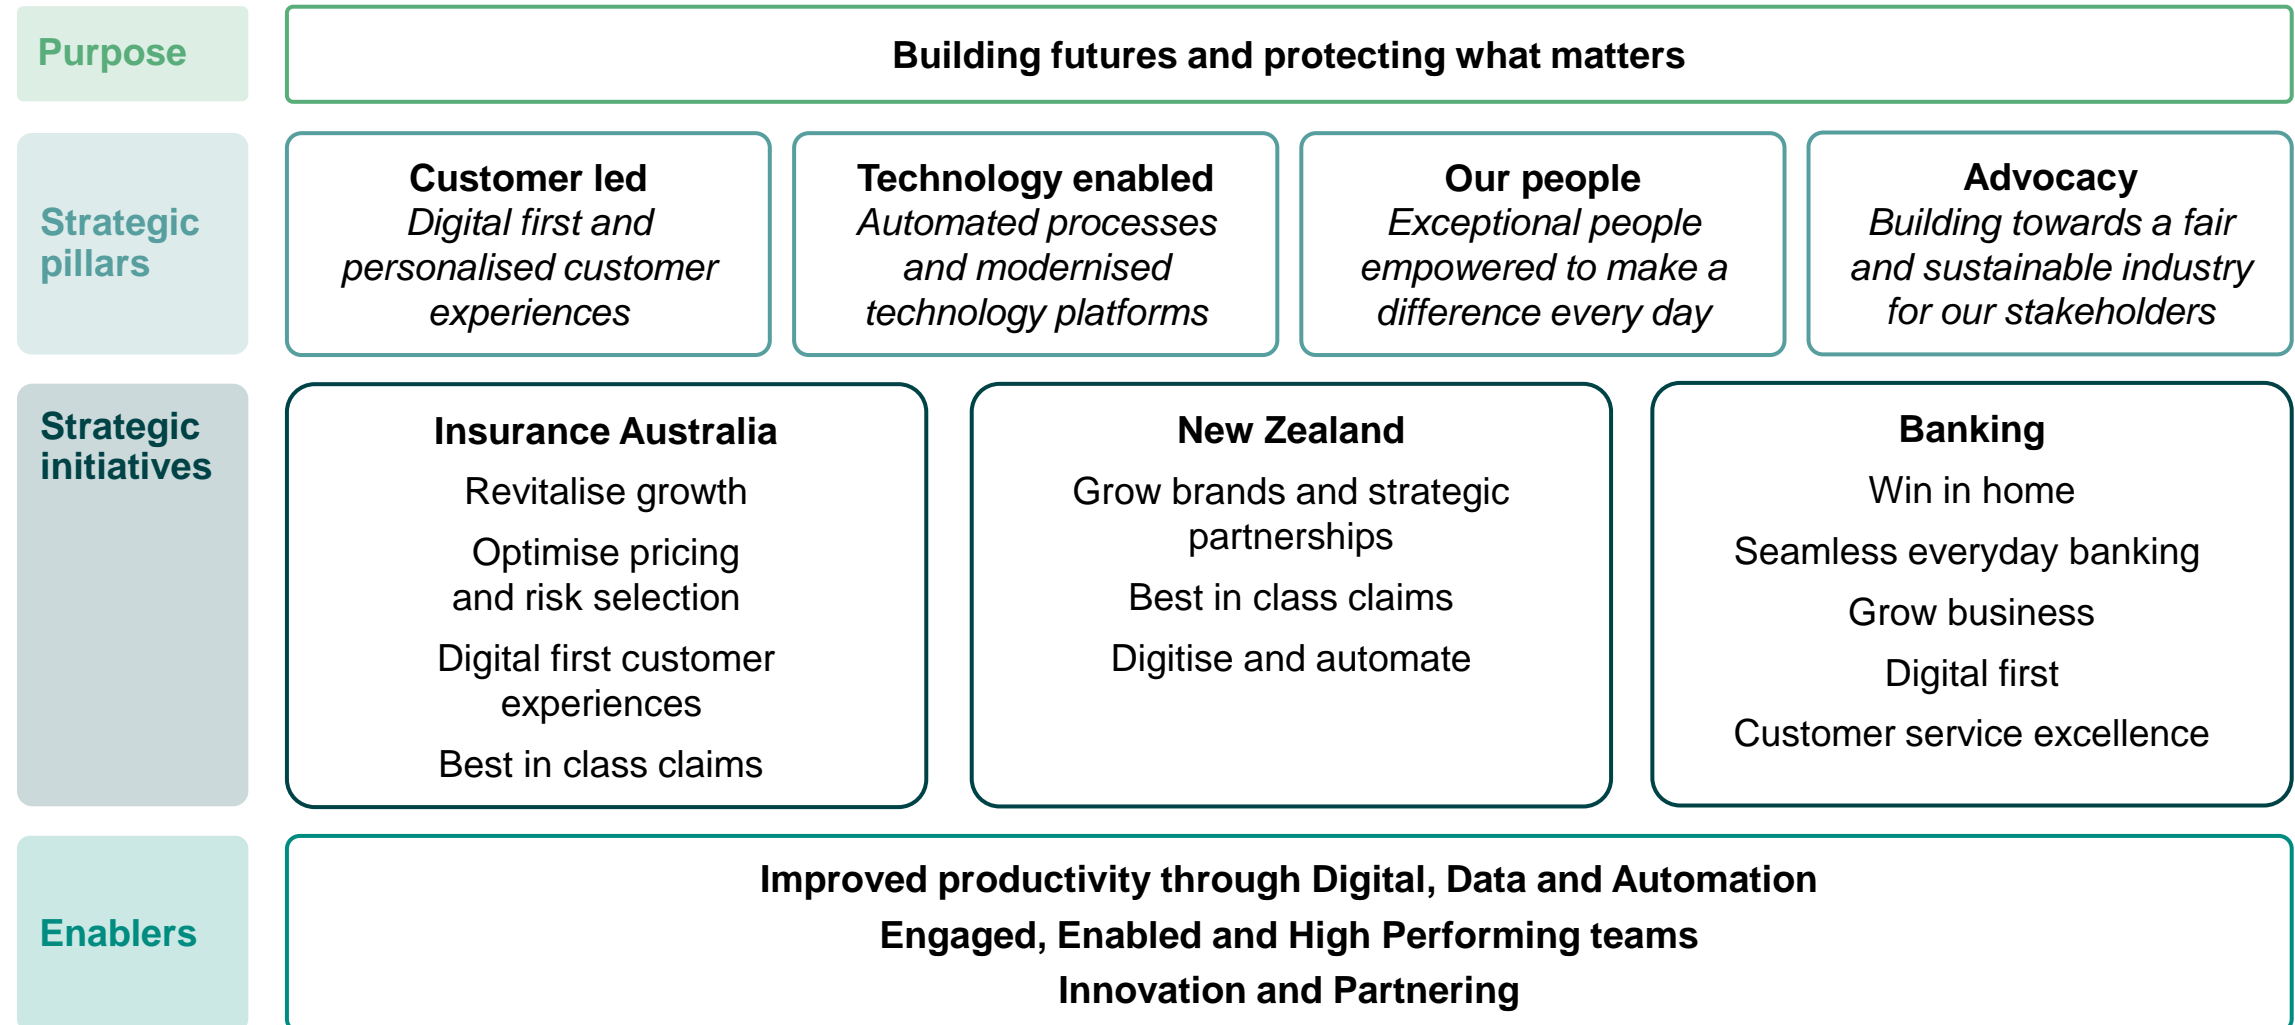 Purpose
Building futures and protecting what matters
Strategic
pillars
Customer led
Digital first and
personalised customer
experiences
Technology enabled
Automated processes
and modernised
technology platforms
Our people
Exceptional people
empowered to make a
difference every day
Advocacy
Building towards a fair
and sustainable industry
for our stakeholders
Strategic
initiatives
Insurance Australia
Revitalise growth
Optimise pricing
and risk selection
Digital first customer
experiences
Best in class claims
New Zealand
Grow brands and strategic
partnerships
Best in class claims
Digitise and automate
Banking
Win in home
Seamless everyday banking
Grow business
Digital first
Customer service excellence
Enablers
Improved productivity through Digital, Data and Automation
Engaged, Enabled and High Performing teams
Innovation and Partnering